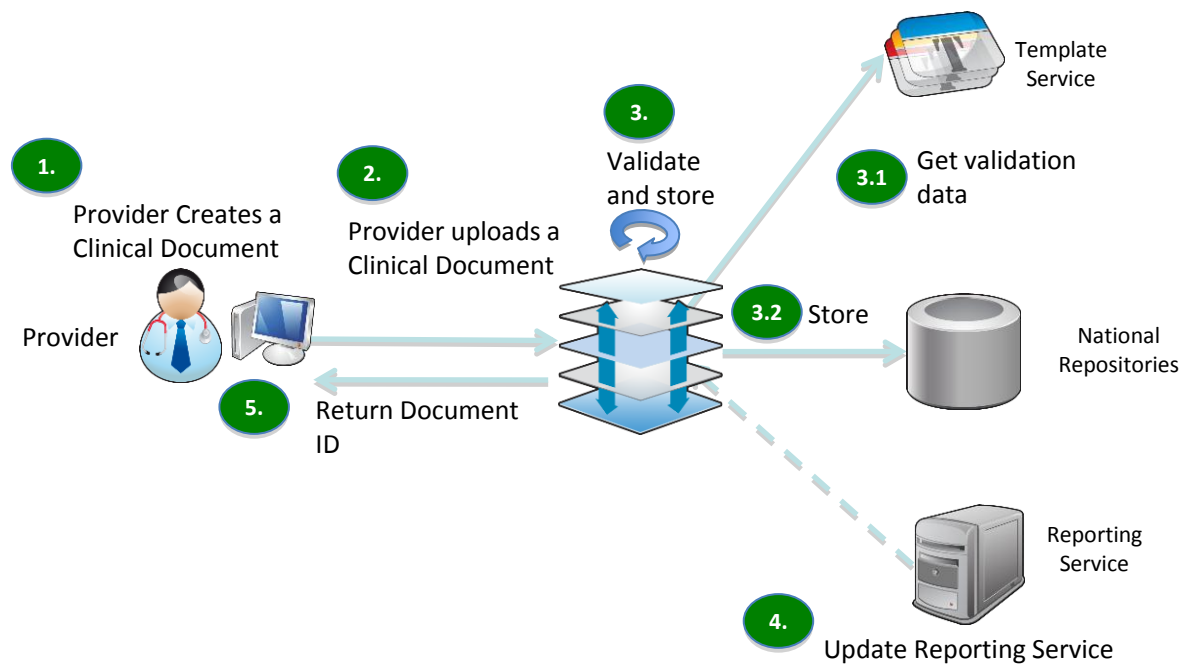 1.
Provider Creates a
Clinical Document
Provider
2.
Provider uploads a
Clinical Document
3.
Validate
and store
3.1
Get validation
data
Template
Service
3.2
Store
National
Repositories
4.
Update Reporting Service
Reporting
Service
5.
Return Document
ID